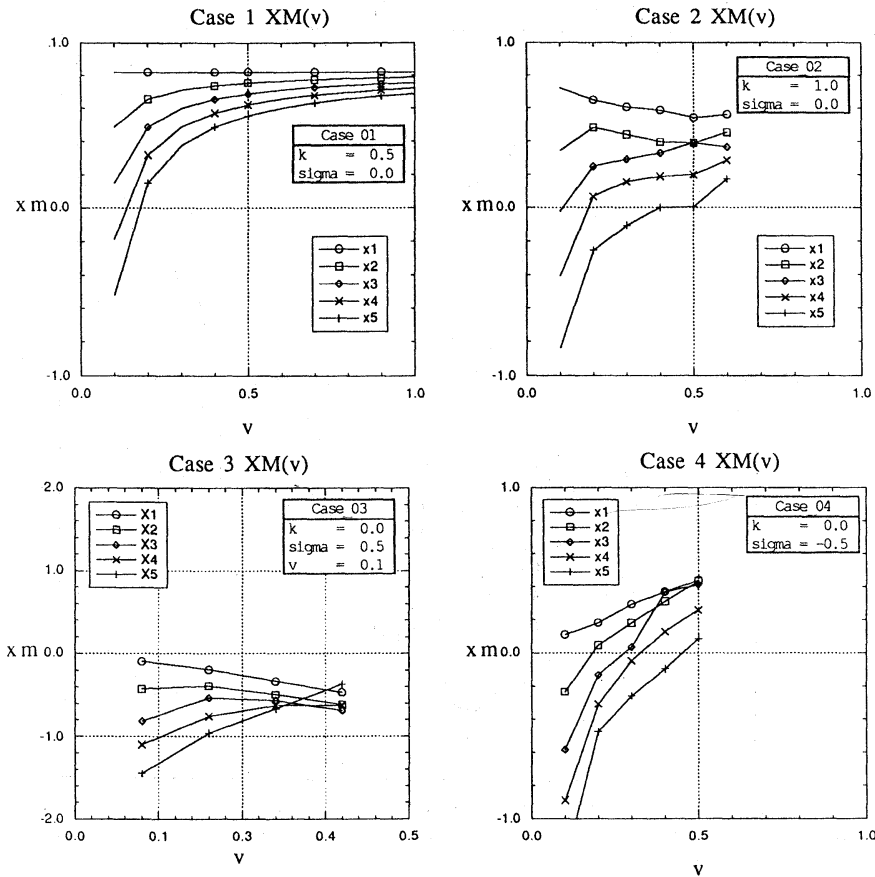 Case 1 XM(v)
.1.0
Case 01
k = 0.5
sigma = 0.0
x m 0.0
x1
x2
x3
x4
x5
-1.0
0.0
0.5
1.0
v
Case 2 XM(v)
1.0
Case 02
k = 1.0
sigma = 0.0
x m 0.0
x1
x2
x3
x4
x5
-1.0
0.0
0.5
1.0
v
Case 3 XM(v)
2.0
X1
X2
X3
X4
X5
Case 03
k = 0.0
sigma = 0.5
v = 0.1
1.0
x m 0.0
-1.0
-2.0
0.0
0.1
0.3
0.4
0.5
v
Case 4 XM(v)
1.0
x1
x2
x3
x4
x5
Case 04
k = 0.0
sigma = -0.5
x m 0.0
-1.0
0.0
0.5
1.0
v